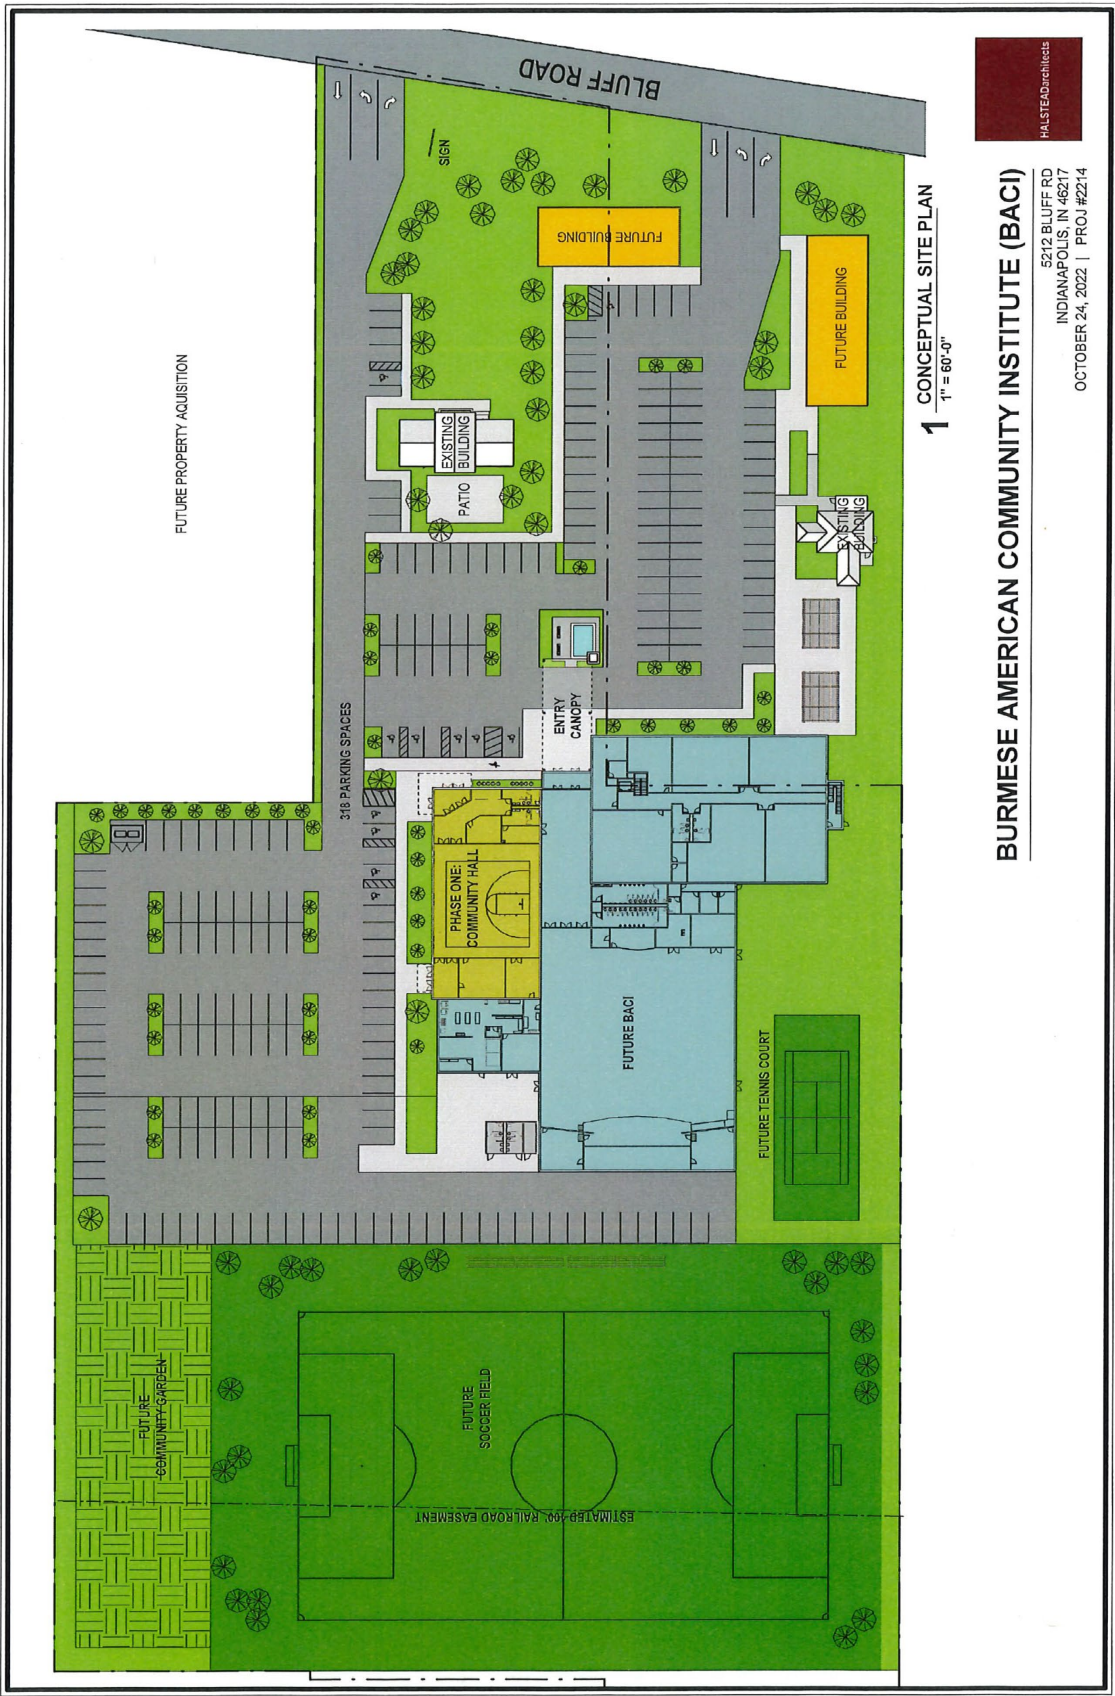 BLUFF ROAD
SIGN
FUTURE BUILDING
FUTURE BUILDING
FUTURE PROPERTY AQUISITION
EXISTING
BUILDING
PATIO
EXISTING
BUILDING
ENTRY
CANOPY
318 PARKING SPACES
PHASE ONE:
COMMUNITY HALL
FUTURE BACI
FUTURE TENNIS COURT
FUTURE
COMMUNITY GARDEN
FUTURE
SOCCER FIELD
ESTIMATED 100' RAILROAD EASEMENT
1 CONCEPTUAL SITE PLAN
1" = 60'-0"
BURMESE AMERICAN COMMUNITY INSTITUTE (BACI)
5212 BLUFF RD
INDIANAPOLIS, IN 46217
OCTOBER 24, 2022 | PROJ #2214
HALSTEADarchitects